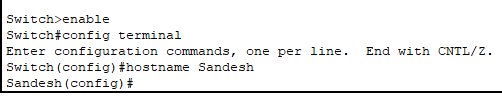 Switch>enable
Switch#config terminal
Enter configuration commands, one per line.  End with CNTL/Z.
Switch(config)#hostname Sandesh
Sandesh(config)#